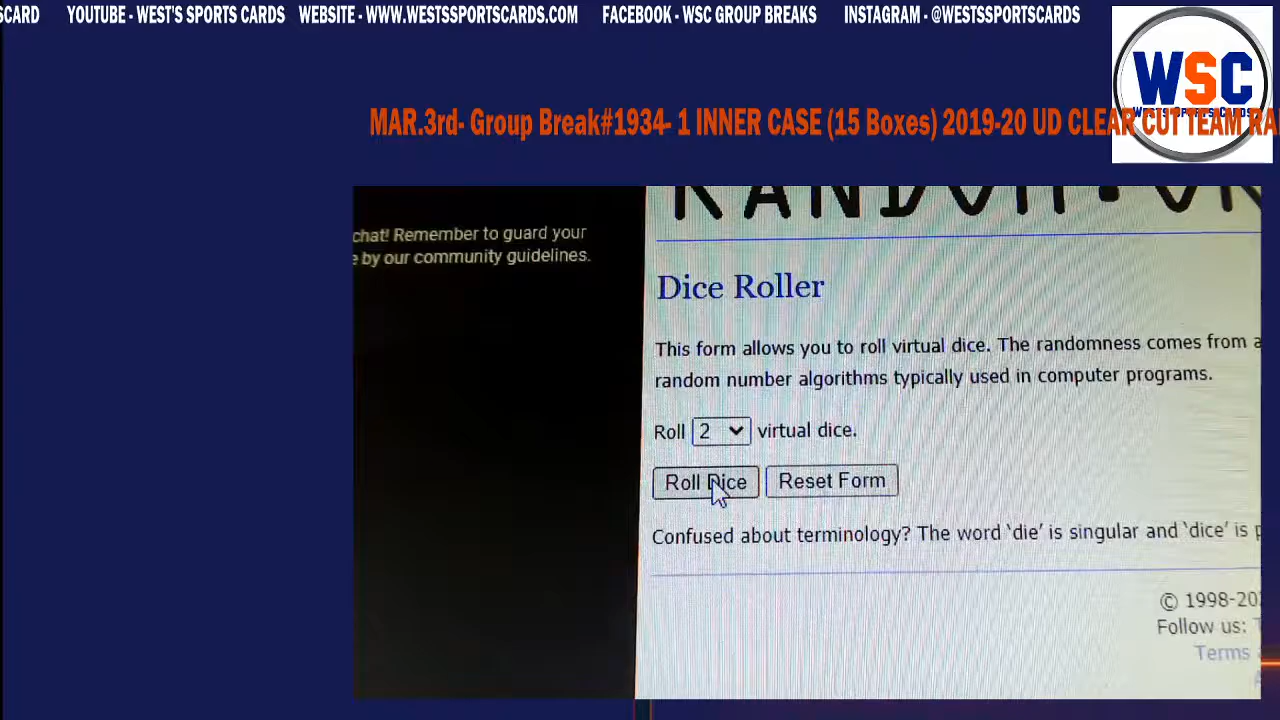 SCARD YOUTUBE - WEST'S SPORTS CARDS WEBSITE - WWW.WESTSSPORTSCARDS.COM FACEBOOK - WSC GROUP BREAKS INSTAGRAM - @WESTSSPORTSCARDS
WSC
MAR.3rd- Group Break#1934- 1 INNER CASE (15 Boxes) 2019-20 UD CLEAR CUT TEAM RA
chat! Remember to guard your
e by our community guidelines.
Dice Roller
This form allows you to roll virtual dice. The randomness comes from a
random number algorithms typically used in computer programs.
Roll 2 virtual dice.
Roll Dice Reset Form
Confused about terminology? The word 'die' is singular and 'dice' is p
© 1998-20
Follow us:
Terms